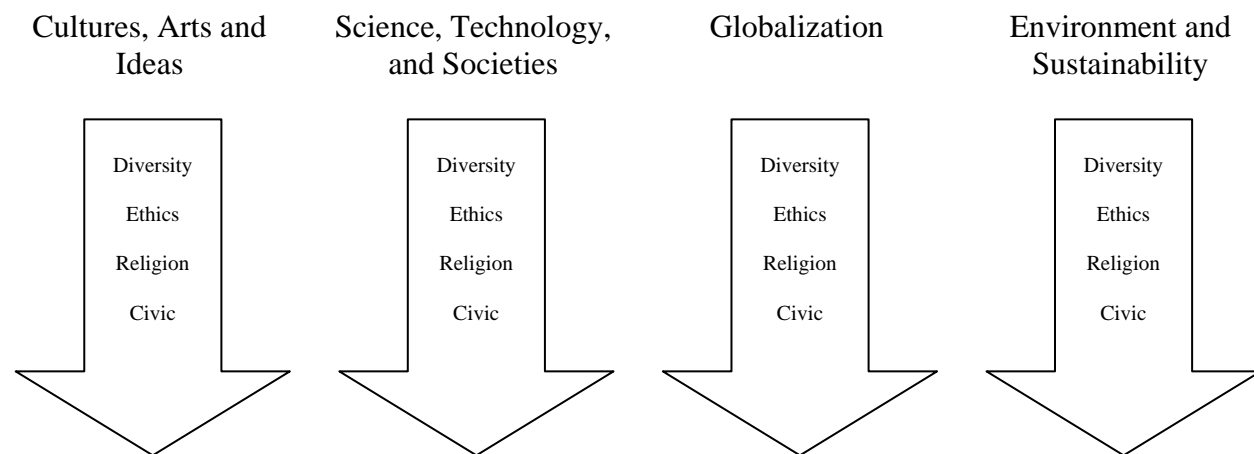 Cultures, Arts and
Ideas
Science, Technology,
and Societies
Globalization
Environment and
Sustainability
Diversity
Ethics
Religion
Civic
Diversity
Ethics
Religion
Civic
Diversity
Ethics
Religion
Civic
Diversity
Ethics
Religion
Civic